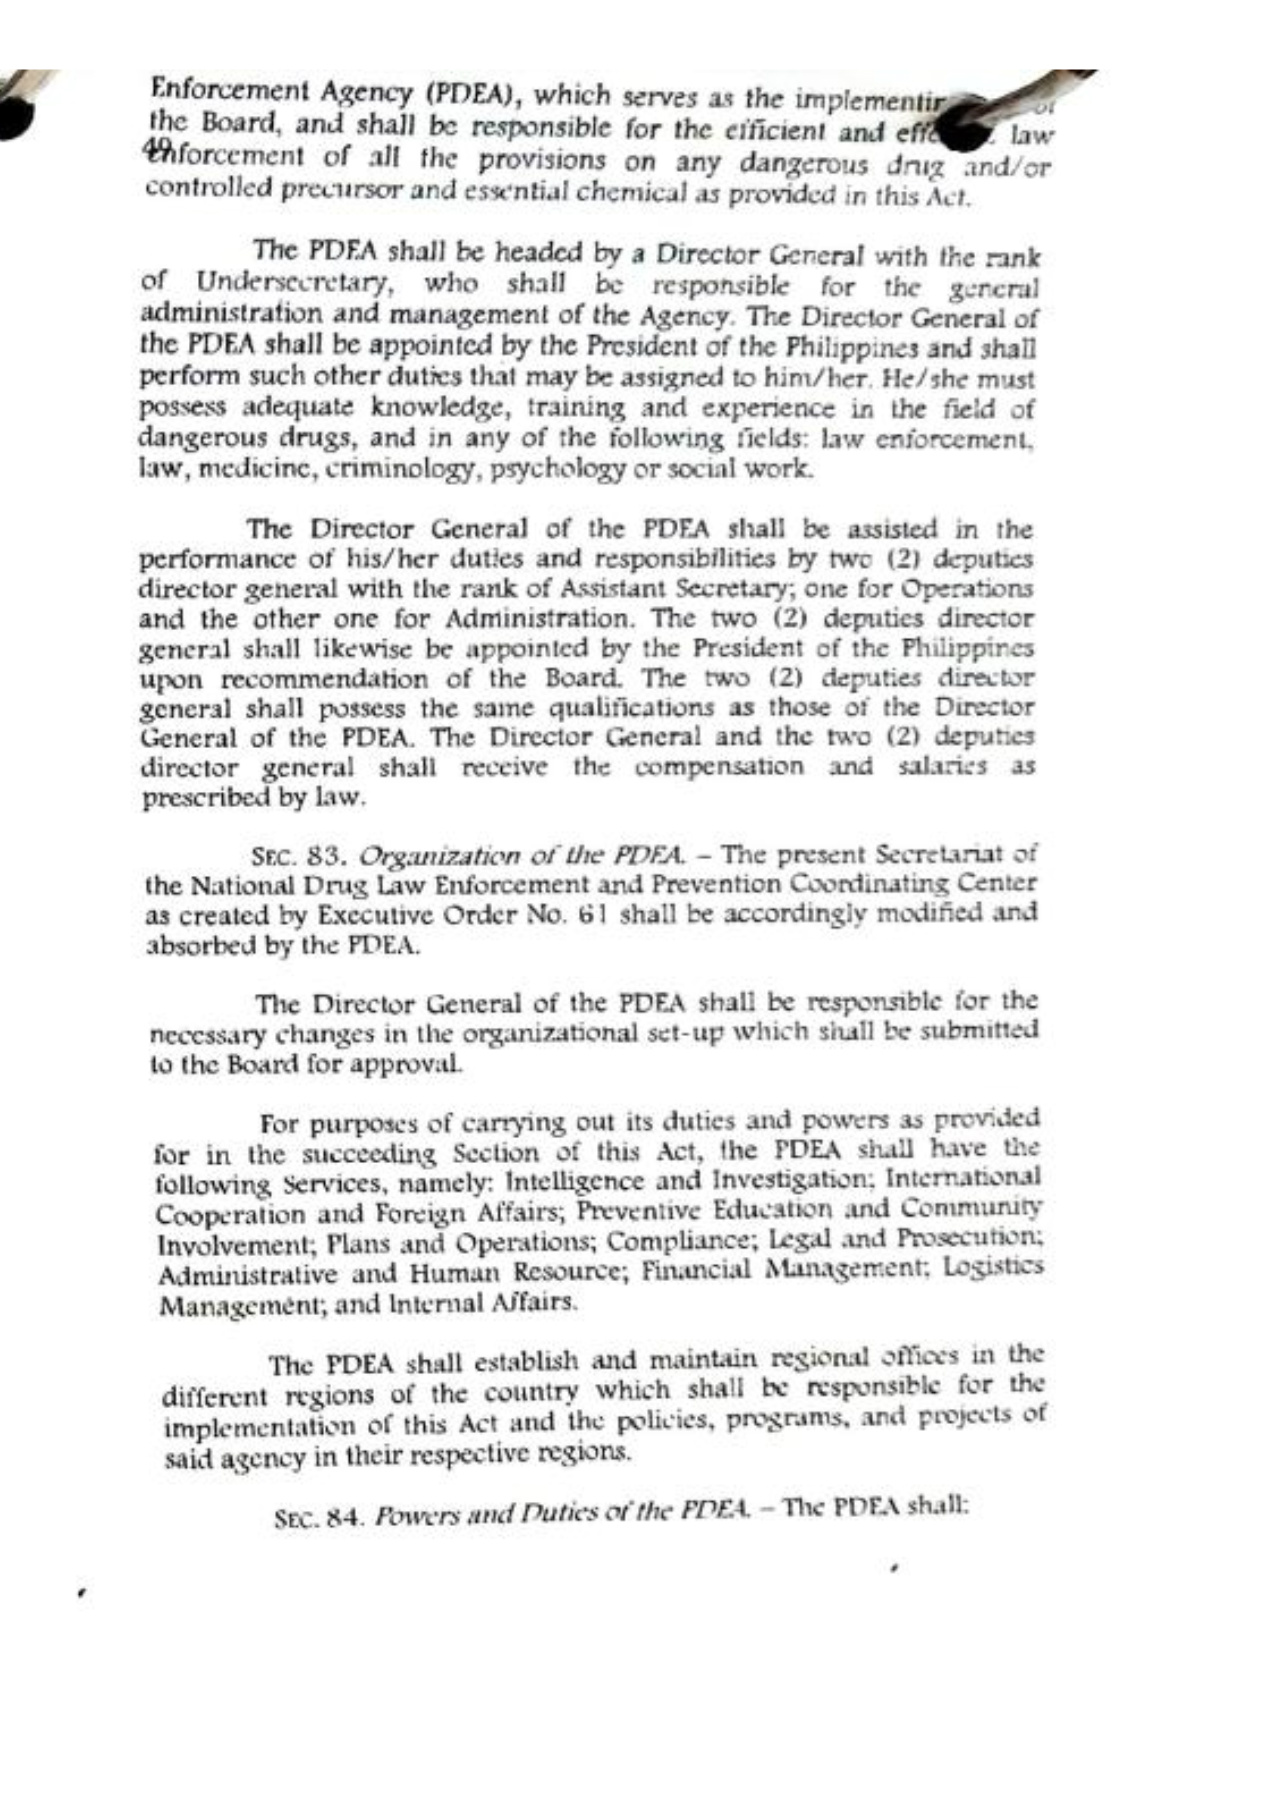 Enforcement Agency (PDEA), which serves as the
the Board, and shall be responsible for the efficient and law
49
enforcement of all the provisions on any dangerous drug and/or
controlled precursor and essential chemical as provided in this Act.
The PDEA shall be headed by a Director General with the rank
of Undersecretary, who shall be responsible for the general
administration and management of the Agency. The Director General of
the PDEA shall be appointed by the President of the Philippines and shall
perform such other duties that may be assigned to him/her. He/she must
possess adequate knowledge, training and experience in the field of
dangerous drugs, and in any of the following fields: law enforcement,
law, medicine, criminology, psychology or social work.
The Director General of the PDEA shall be assisted in the
performance of his/her duties and responsibilities by two (2) deputies
director general with the rank of Assistant Secretary; one for Operations
and the other one for Administration. The two (2) deputies director
general shall likewise be appointed by the President of the Philippines
upon recommendation of the Board. The two (2) deputies director
general shall possess the same qualifications as those of the Director
General of the PDEA. The Director General and the two (2) deputies
director general shall receive the compensation and salaries as
prescribed by law.
SEC. 83. Organization of the PDEA. – The present Secretariat of
the National Drug Law Enforcement and Prevention Coordinating Center
as created by Executive Order No. 61 shall be accordingly modified and
absorbed by the PDEA.
The Director General of the PDEA shall be responsible for the
necessary changes in the organizational set-up which shall be submitted
to the Board for approval.
For purposes of carrying out its duties and powers as provided
for in the succeeding Section of this Act, the PDEA shall have the
following Services, namely: Intelligence and Investigation; International
Cooperation and Foreign Affairs; Preventive Education and Community
Involvement; Plans and Operations; Compliance; Legal and Prosecution;
Administrative and Human Resource; Financial Management; Logistics
Management; and Internal Affairs.
The PDEA shall establish and maintain regional offices in the
different regions of the country which shall be responsible for the
implementation of this Act and the policies, programs, and projects of
said agency in their respective regions.
SEC. 84. Powers and Duties of the PDEA. – The PDEA shall: